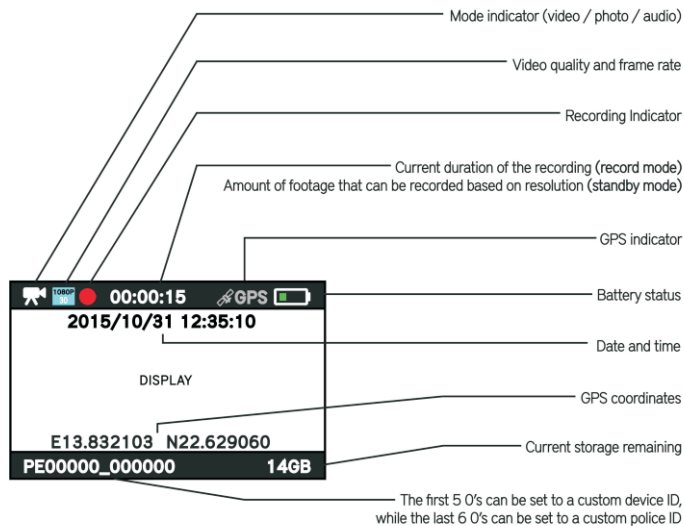 Mode indicator (video / photo / audio)
Video quality and frame rate
Recording Indicator
Current duration of the recording (record mode)
Amount of footage that can be recorded based on resolution (standby mode)
GPS indicator
1080P
30
00:00:15
GPS
Battery status
2015/10/31 12:35:10
Date and time
DISPLAY
GPS coordinates
E13.832103 N22.629060
Current storage remaining
PE00000_000000
14GB
The first 5 0's can be set to a custom device ID,
while the last 6 0's can be set to a custom police ID